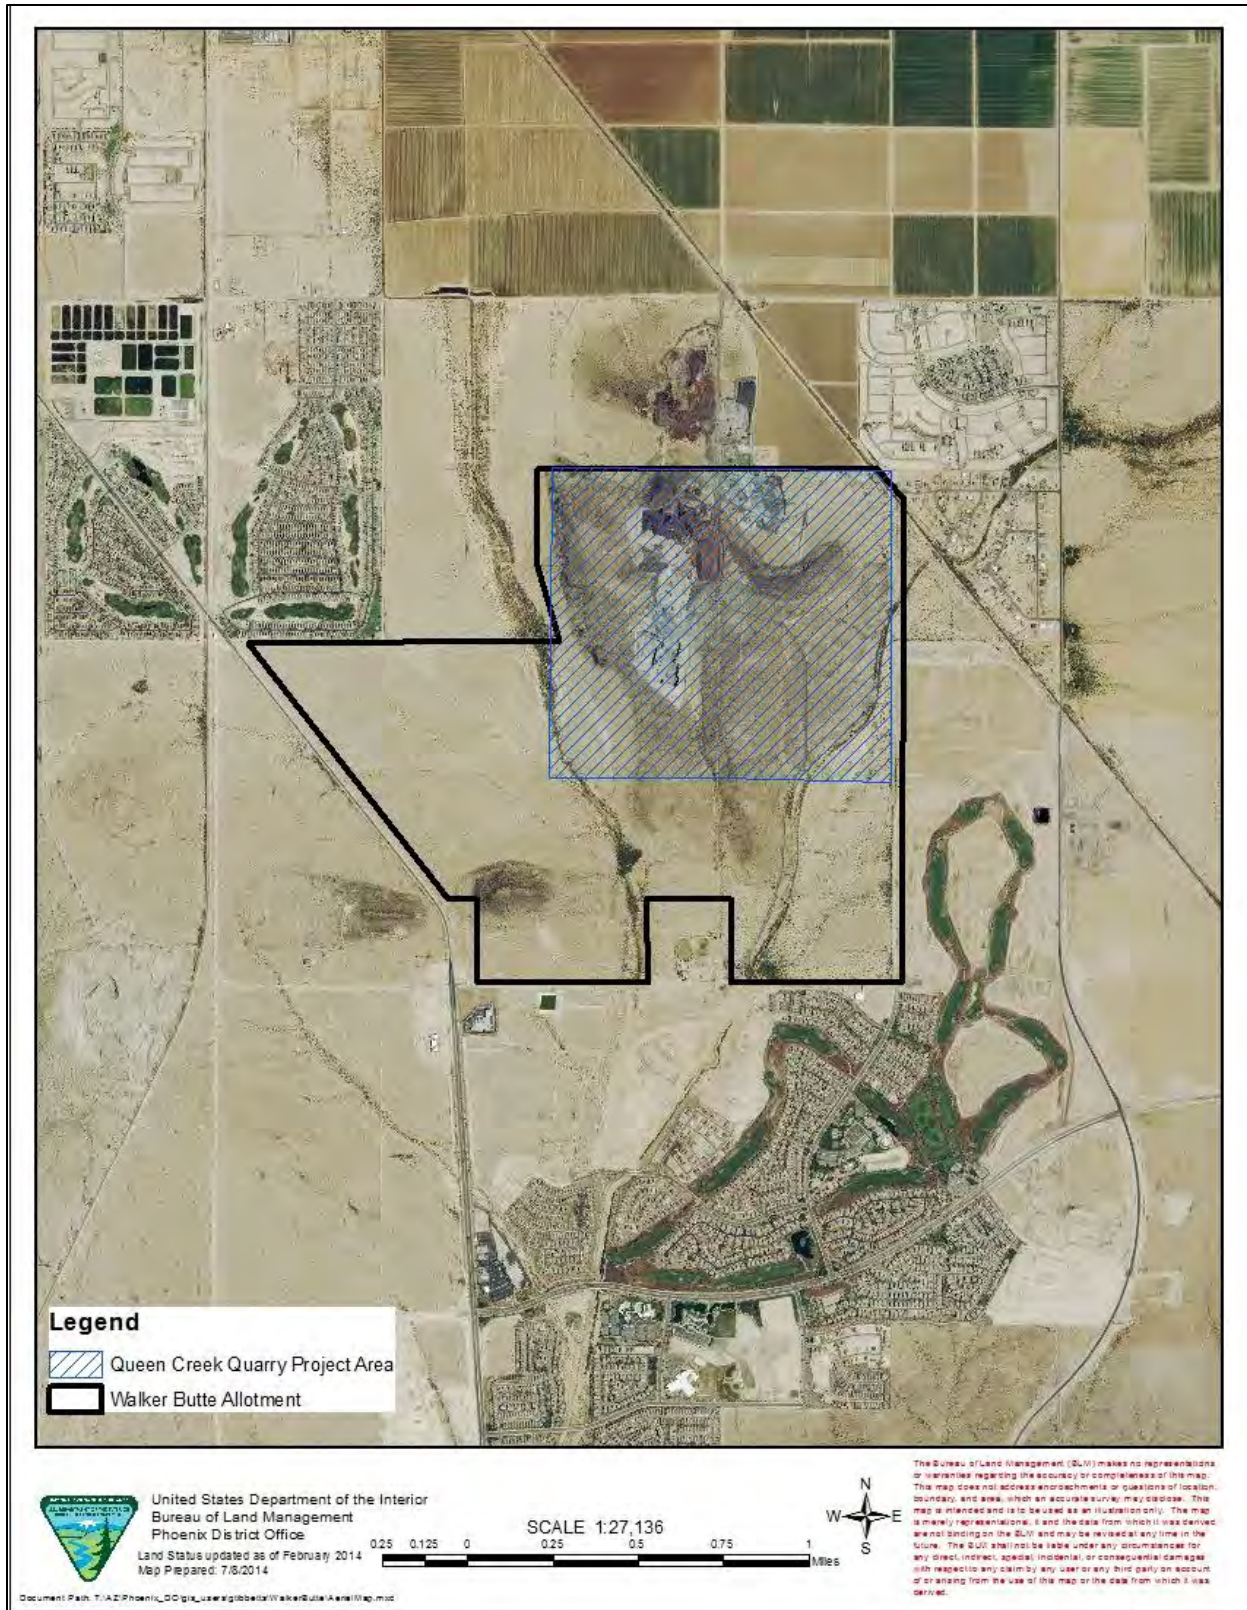 Legend
Queen Creek Quarry Project Area
Walker Butte Allotment
United States Department of the Interior
Bureau of Land Management
Phoenix District Office
Land Status updated as of February 2014
Map Prepared: 7/8/2014
SCALE 1:27,136
0.25 0.125 0 0.25 0.5 0.75 1
Miles
N
W E
S
The Bureau of Land Management (BLM) makes no representations
or warranties regarding the accuracy or completeness of this map.
This map does not address encroachments or questions of location,
boundary, and area, which an accurate survey may disclose. This
map is intended and is to be used as an illustration only. The map
is merely representational, it and the data from which it was derived
are not binding on the BLM and may be revised at any time in the
future. The BLM shall not be liable under any circumstances for
any direct, indirect, special, incidental, or consequential damages
with respect to any claim by any user or any third party on account
of or arising from the use of this map or the data from which it was
derived.
Document Path: T:\AZ\Phoenix_DO\gis_users\gtibbetts\WalkerButte\AerialMap.mxd